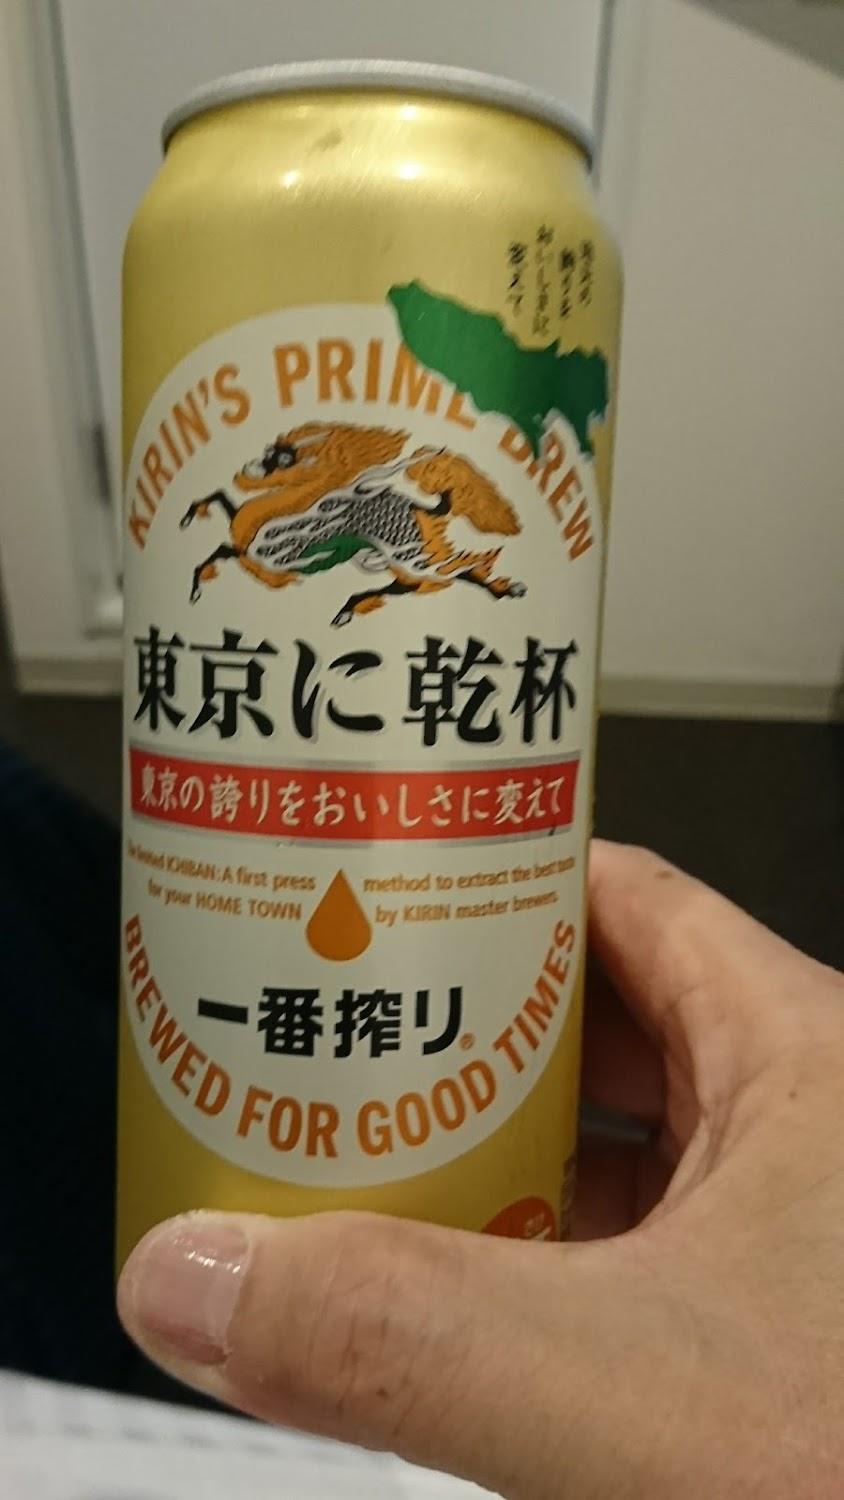 KIRIN'S PRIME BREW
東京に乾杯
東京の誇りをおいしさに変えて
limited ICHIBAN: A first press method to extract the best taste
for your HOME TOWN by KIRIN master brewers
一番搾り®
BREWED FOR GOOD TIMES